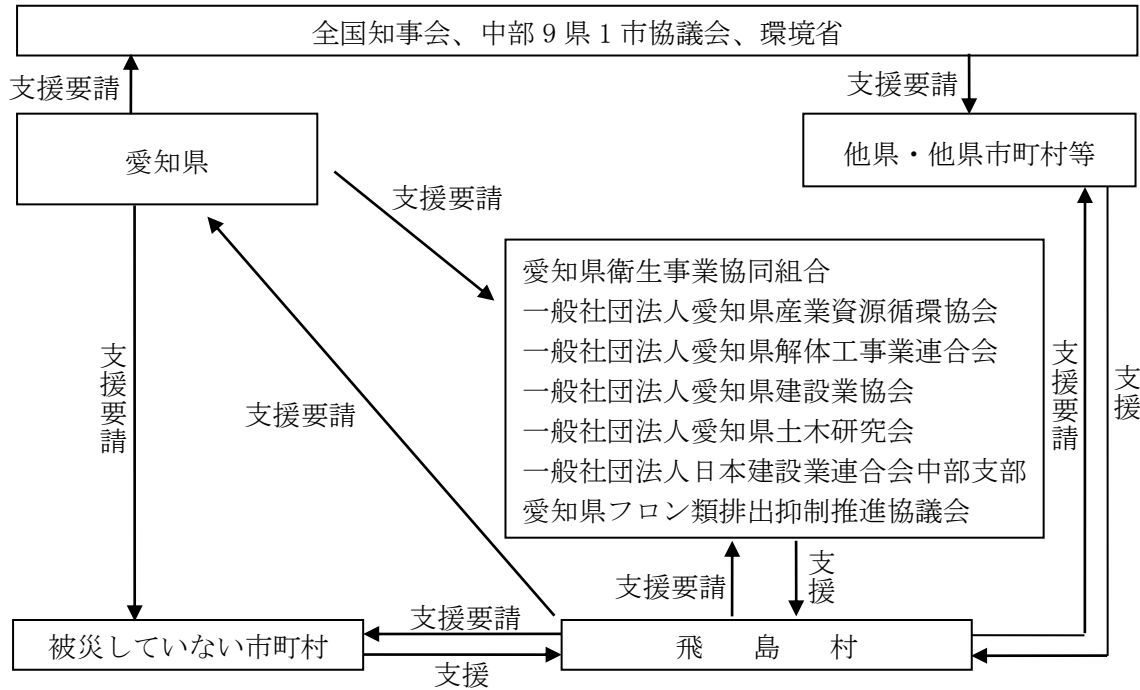 全国知事会、中部9県1市協議会、環境省
支援要請
支援要請
愛知県
他県・他県市町村等
支援要請
愛知県衛生事業協同組合
一般社団法人愛知県産業資源循環協会
一般社団法人愛知県解体工事業連合会
一般社団法人愛知県建設業協会
一般社団法人愛知県土木研究会
一般社団法人日本建設業連合会中部支部
愛知県フロン類排出抑制推進協議会
支援要請
支援要請
支援要請
支援
支援要請
支援
支援要請
被災していない市町村
飛島村
支援